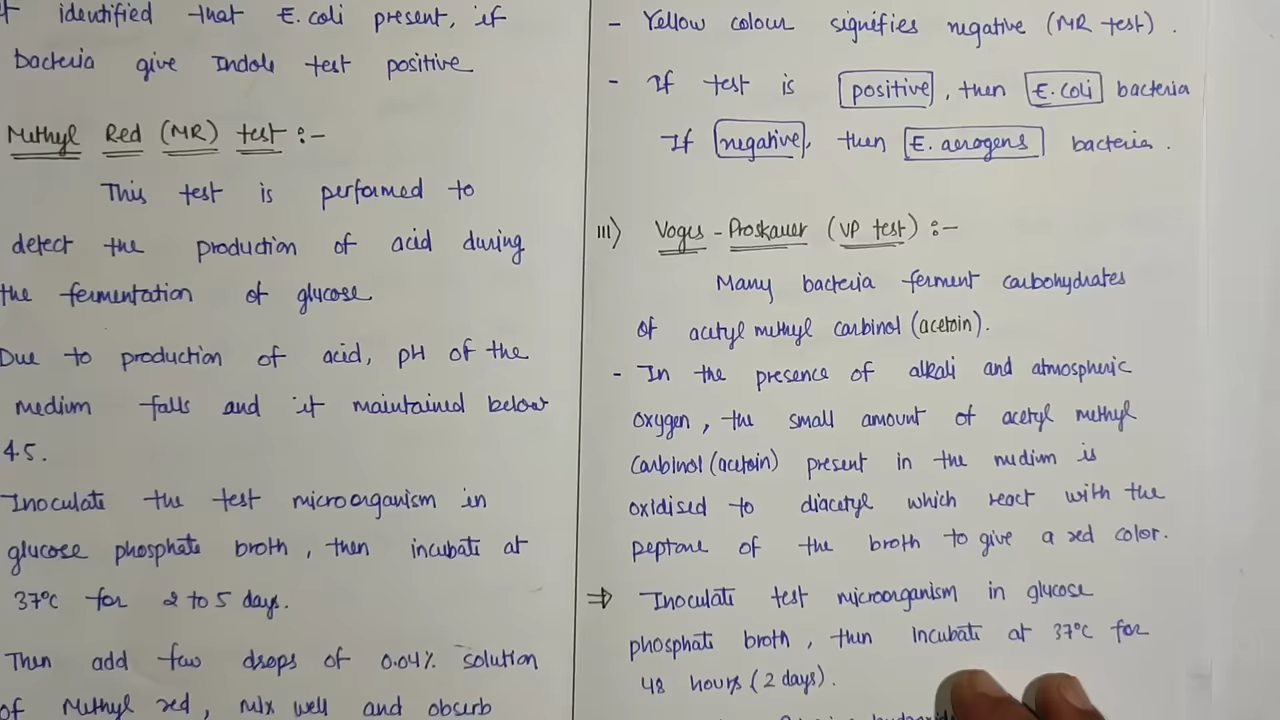 identified that E.coli present, if
bacteria give Indole test positive
Methyl Red (MR) test :-
This test is performed to
detect the production of acid during
the fermentation of glucose
Due to production of acid, pH of the
medium falls and it maintained below
4.5.
Inoculate the test microorganism in
glucose phosphate broth, then incubate at
37°C for 2 to 5 days.
Then add few drops of 0.04% solution
of Methyl red, mix well and observb
- Yellow colour signifies negative (MR test).
- If test is positive, then E.coli bacteria
If negative, then E. aerogens bacteria.
III) Voges-Proskauer (VP test) :-
Many bacteria ferment carbohydrates
of acetyl methyl carbinol (acetoin).
- In the presence of alkali and atmospheric
oxygen, the small amount of acetyl methyl
Carbinol (acetoin) present in the medium is
oxidised to diacetyl which react with the
peptone of the broth to give a red color.
⇒ Inoculate test microorganism in glucose
phosphate broth, then incubate at 37°C for
48 hours (2 days).